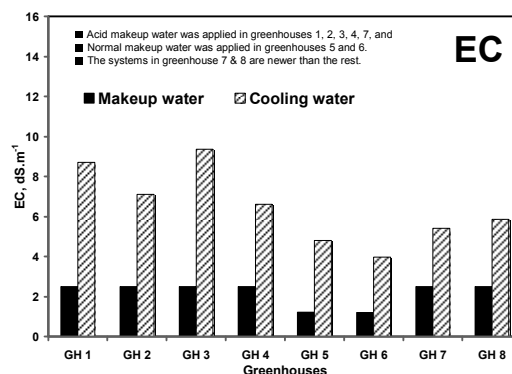 16
14
12
10
8
6
4
2
0
EC, dS.m-1
Acid makeup water was applied in greenhouses 1, 2, 3, 4, 7, and
Normal makeup water was applied in greenhouses 5 and 6.
The systems in greenhouse 7 & 8 are newer than the rest.
EC
Makeup water
Cooling water
GH 1 GH 2 GH 3 GH 4 GH 5 GH 6 GH 7 GH 8
Greenhouses